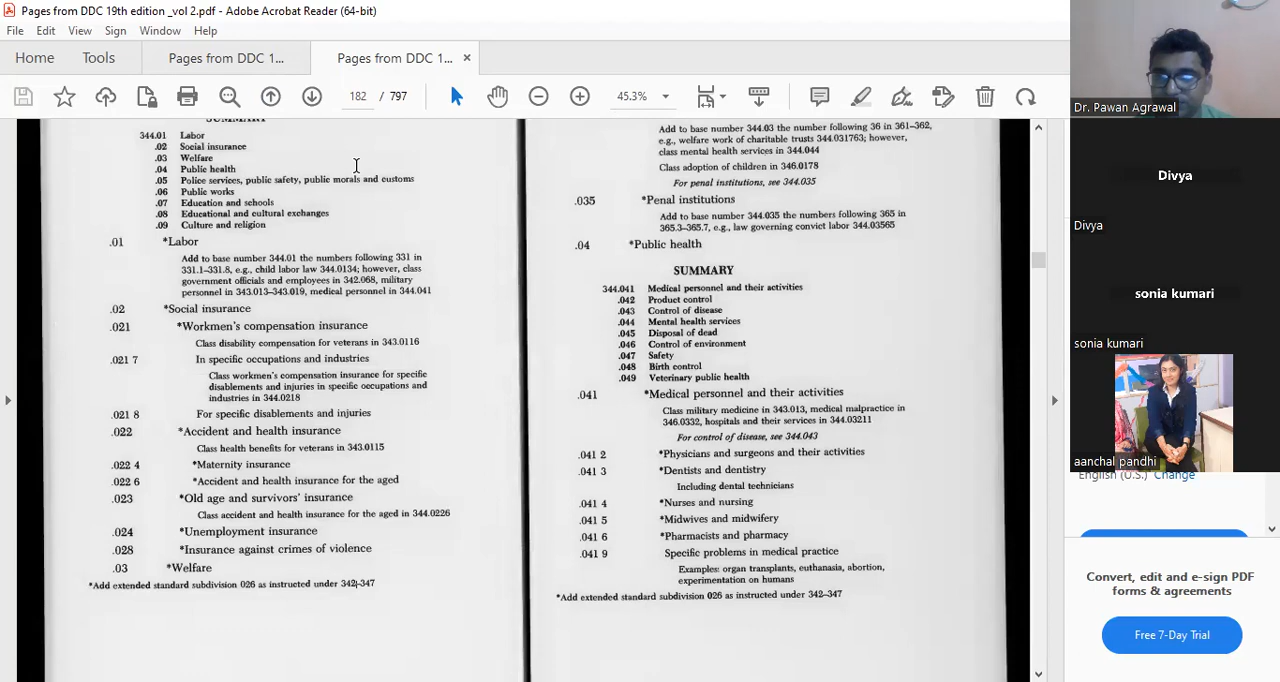 Pages from DDC 19th edition _vol 2.pdf - Adobe Acrobat Reader (64-bit)
File Edit View Sign Window Help
Home Tools Pages from DDC 1... Pages from DDC 1... ×
182 / 797 45.3%
SUMMARY
344.01 Labor
.02 Social insurance
.03 Welfare
.04 Public health
.05 Police services, public safety, public morals and customs
.06 Public works
.07 Education and schools
.08 Educational and cultural exchanges
.09 Culture and religion
.01 *Labor
Add to base number 344.01 the numbers following 331 in
331.1–331.8, e.g., child labor law 344.0134; however, class
government officials and employees in 342.068, military
personnel in 343.013–343.019, medical personnel in 344.041
.02 *Social insurance
.021 *Workmen's compensation insurance
Class disability compensation for veterans in 343.0116
.021 7 In specific occupations and industries
Class workmen's compensation insurance for specific
disablements and injuries in specific occupations and
industries in 344.0218
.021 8 For specific disablements and injuries
.022 *Accident and health insurance
Class health benefits for veterans in 343.0115
.022 4 *Maternity insurance
.022 6 *Accident and health insurance for the aged
.023 *Old age and survivors' insurance
Class accident and health insurance for the aged in 344.0226
.024 *Unemployment insurance
.028 *Insurance against crimes of violence
.03 *Welfare
*Add extended standard subdivision 026 as instructed under 342–347
Add to base number 344.03 the number following 36 in 361–362,
e.g., welfare work of charitable trusts 344.031763; however,
class mental health services in 344.044
Class adoption of children in 346.0178
For penal institutions, see 344.035
.035 *Penal institutions
Add to base number 344.035 the numbers following 365 in
365.3–365.7, e.g., law governing convict labor 344.03565
.04 *Public health
SUMMARY
344.041 Medical personnel and their activities
.042 Product control
.043 Control of disease
.044 Mental health services
.045 Disposal of dead
.046 Control of environment
.047 Safety
.048 Birth control
.049 Veterinary public health
.041 *Medical personnel and their activities
Class military medicine in 343.013, medical malpractice in
346.0332, hospitals and their services in 344.03211
For control of disease, see 344.043
.041 2 *Physicians and surgeons and their activities
.041 3 *Dentists and dentistry
Including dental technicians
.041 4 *Nurses and nursing
.041 5 *Midwives and midwifery
.041 6 *Pharmacists and pharmacy
.041 9 Specific problems in medical practice
Examples: organ transplants, euthanasia, abortion,
experimentation on humans
*Add extended standard subdivision 026 as instructed under 342–347
Dr. Pawan Agrawal
Divya
Divya
sonia kumari
sonia kumari
aanchal pandhi
English (U.S.) Change
Convert, edit and e-sign PDF
forms & agreements
Free 7-Day Trial